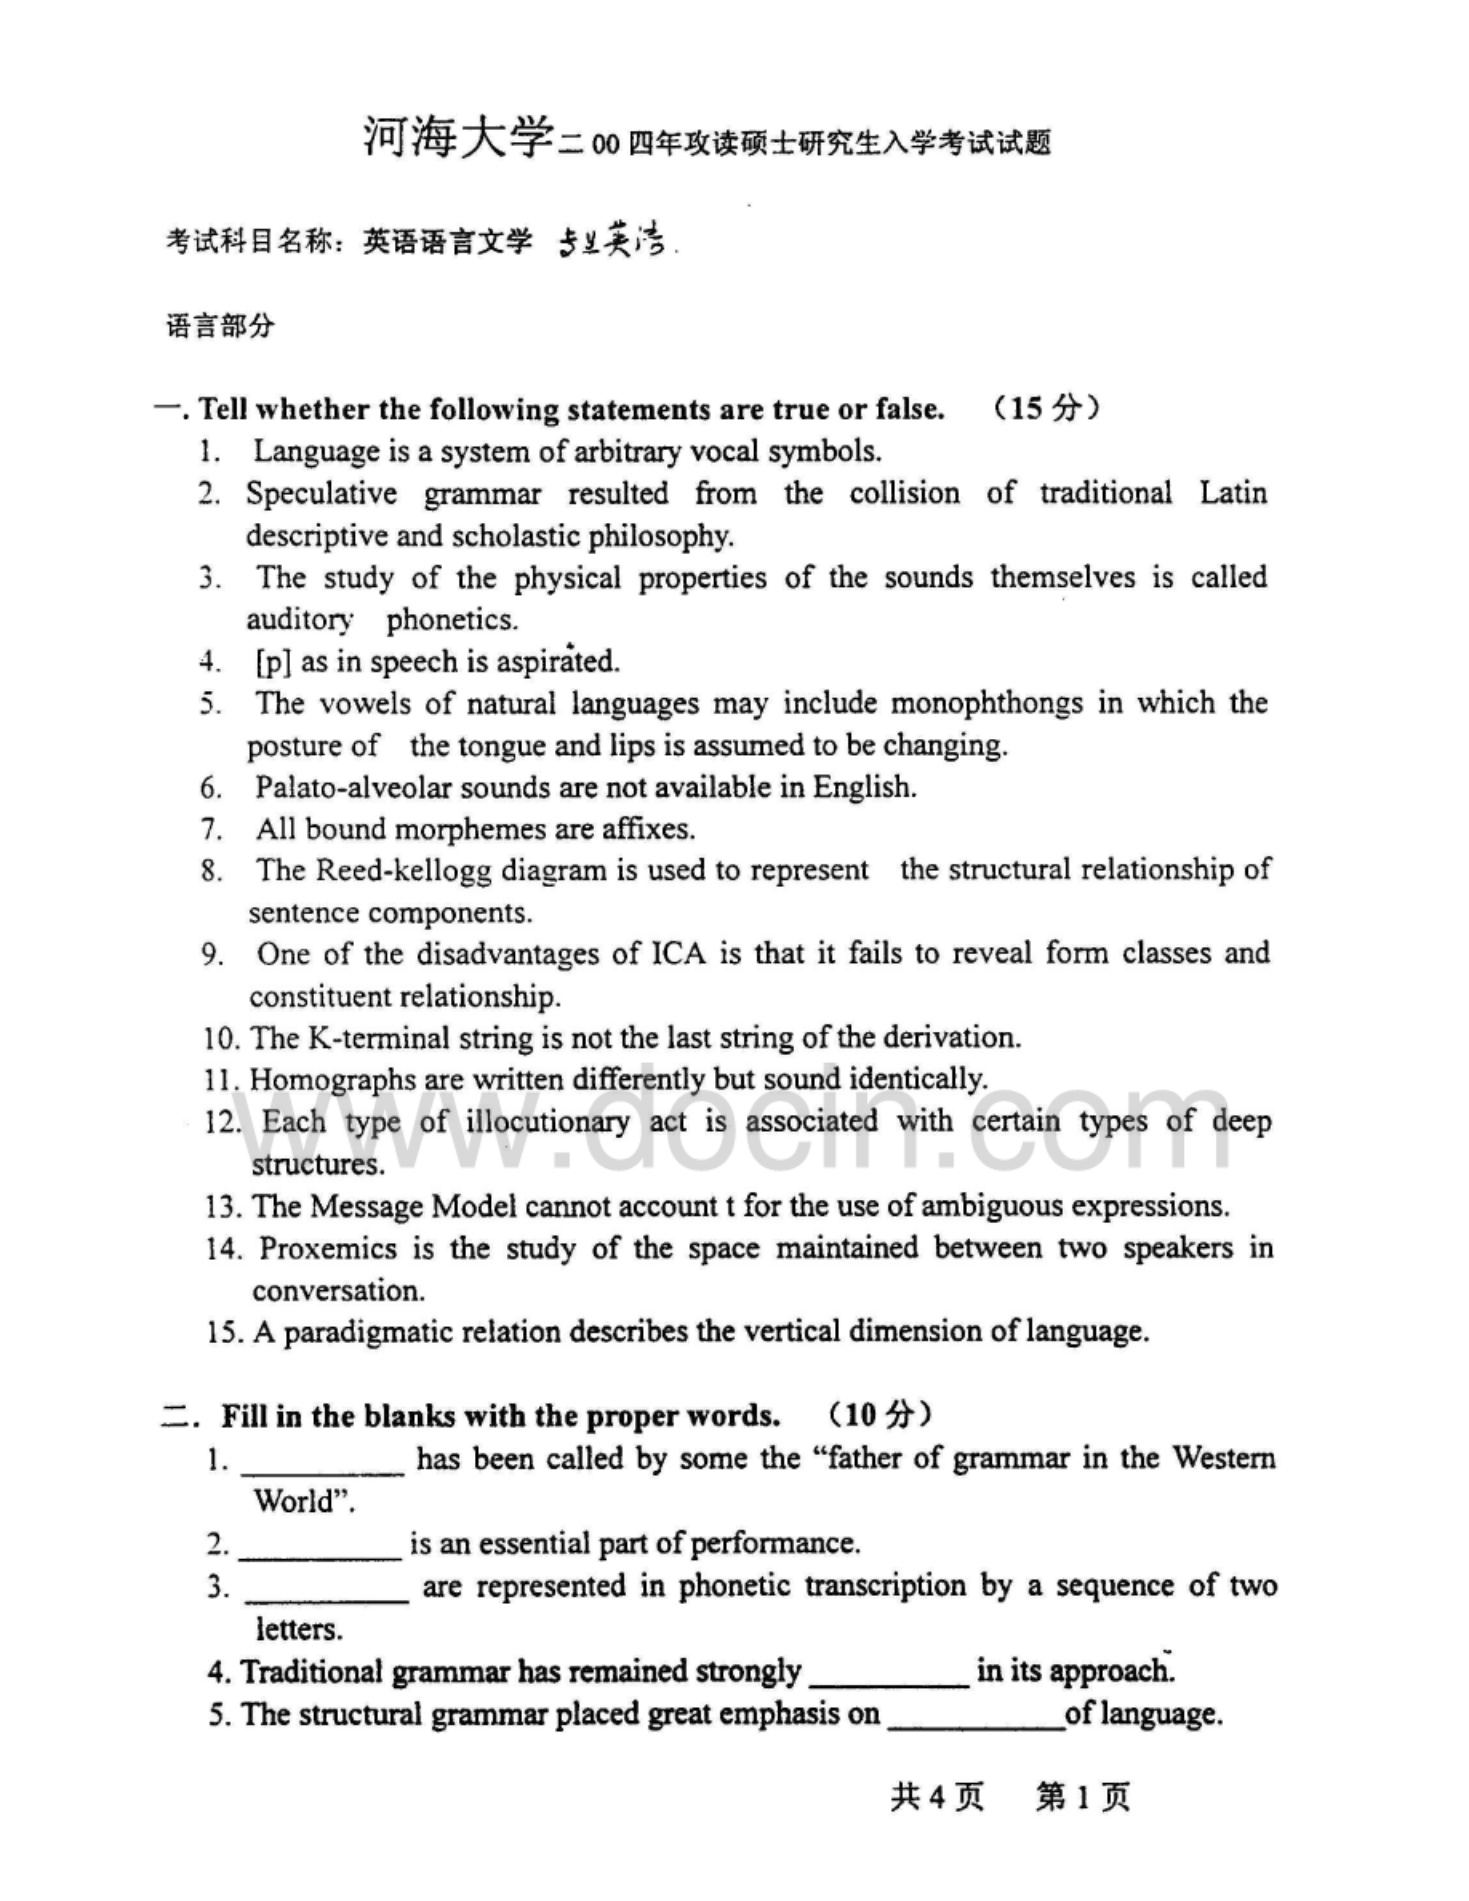 河海大学二00四年攻读硕士研究生入学考试试题
考试科目名称：英语语言文学 专业英语.
语言部分
一. Tell whether the following statements are true or false. （15 分）
1. Language is a system of arbitrary vocal symbols.
2. Speculative grammar resulted from the collision of traditional Latin
descriptive and scholastic philosophy.
3. The study of the physical properties of the sounds themselves is called
auditory phonetics.
4. [p] as in speech is aspirated.
5. The vowels of natural languages may include monophthongs in which the
posture of the tongue and lips is assumed to be changing.
6. Palato-alveolar sounds are not available in English.
7. All bound morphemes are affixes.
8. The Reed-kellogg diagram is used to represent the structural relationship of
sentence components.
9. One of the disadvantages of ICA is that it fails to reveal form classes and
constituent relationship.
10. The K-terminal string is not the last string of the derivation.
11. Homographs are written differently but sound identically.
12. Each type of illocutionary act is associated with certain types of deep
structures.
www.docin.com
13. The Message Model cannot account t for the use of ambiguous expressions.
14. Proxemics is the study of the space maintained between two speakers in
conversation.
15. A paradigmatic relation describes the vertical dimension of language.
二. Fill in the blanks with the proper words. （10 分）
1. __________ has been called by some the “father of grammar in the Western
World”.
2. __________ is an essential part of performance.
3. __________ are represented in phonetic transcription by a sequence of two
letters.
4. Traditional grammar has remained strongly __________ in its approach.
5. The structural grammar placed great emphasis on ___________of language.
共 4 页 第 1 页